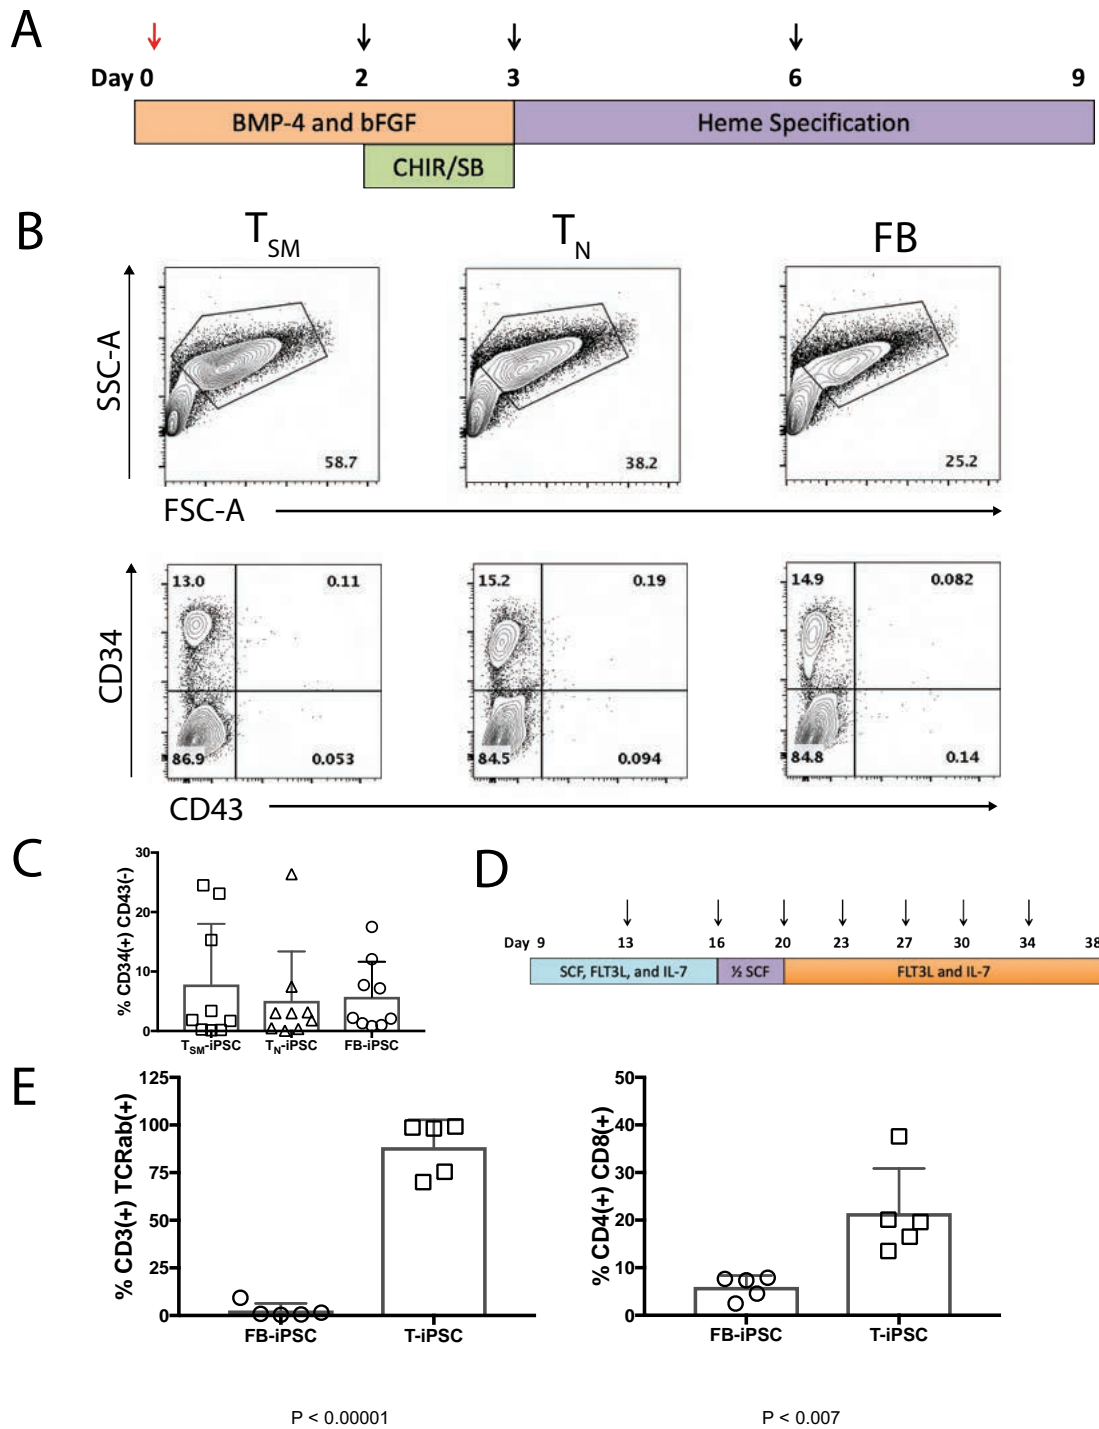 A
Day 0 2 3 6 9
BMP-4 and bFGF Heme Specification
CHIR/SB
B
TSM TN FB
SSC-A
58.7 38.2 25.2
FSC-A
CD34
13.0 0.11 15.2 0.19 14.9 0.082
86.9 0.053 84.5 0.094 84.8 0.14
CD43
C
% CD34(+) CD43(-)
30
20
10
0
TSM-iPSC TN-iPSC FB-iPSC
D
Day 9 13 16 20 23 27 30 34 38
SCF, FLT3L, and IL-7 ½ SCF FLT3L and IL-7
E
% CD3(+) TCRab(+)
125
100
75
50
25
0
FB-iPSC T-iPSC
P < 0.00001
% CD4(+) CD8(+)
50
40
30
20
10
0
FB-iPSC T-iPSC
P < 0.007